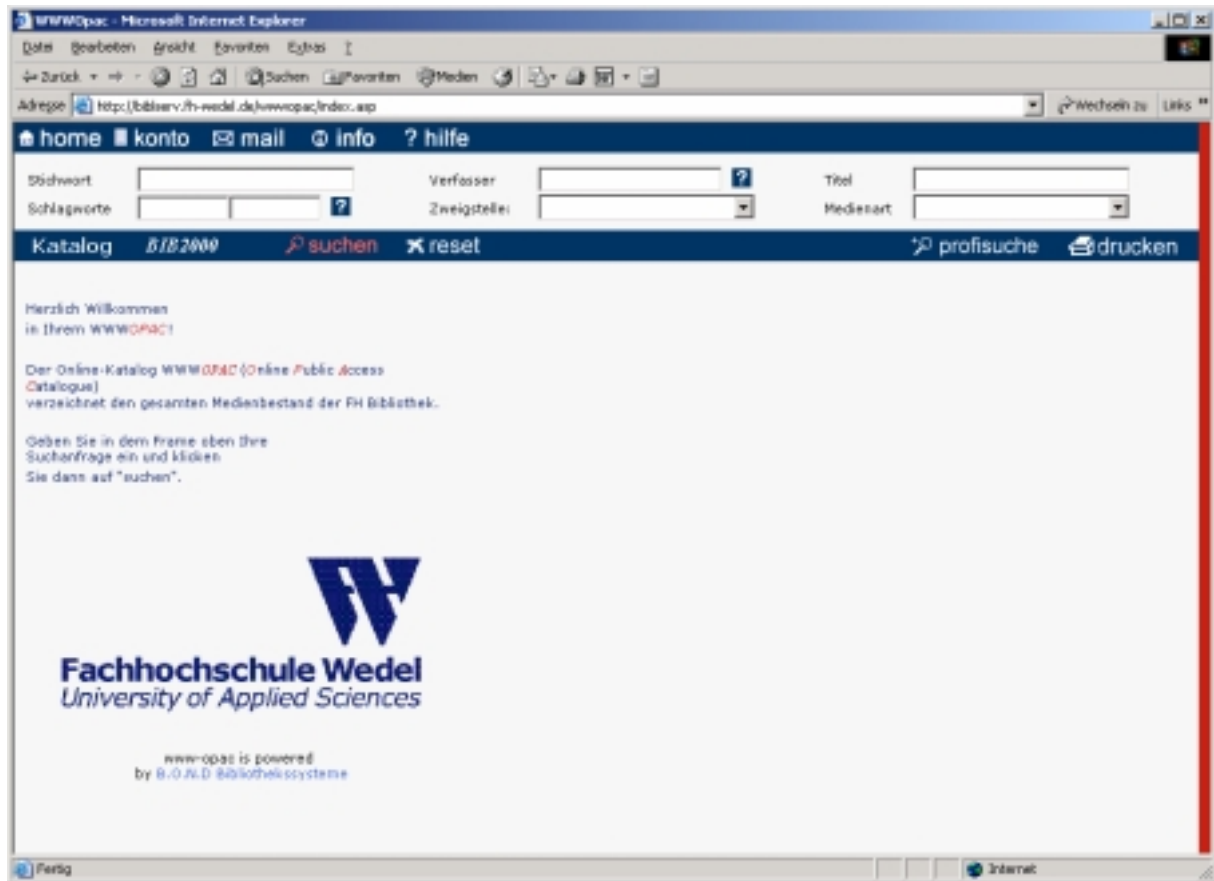 WWWOpac - Microsoft Internet Explorer
Datei Bearbeiten Ansicht Favoriten Extras ?
Zurück Suchen Favoriten Medien
Adresse http://bibliserv.fh-wedel.de/wwwopac/index.asp Wechseln zu Links "
home konto mail info ? hilfe
Stichwort Verfasser ? Titel
Schlagworte ? Zweigstelle: Medienart
Katalog BIB2000 suchen reset profisuche drucken
Herzlich Willkommen
in Ihrem WWWOPAC!
Der Online-Katalog WWWOPAC (Online Public Access
Catalogue)
verzeichnet den gesamten Medienbestand der FH Bibliothek.
Geben Sie in dem Frame oben Ihre
Suchanfrage ein und klicken
Sie dann auf "suchen".
FH
Fachhochschule Wedel
University of Applied Sciences
www-opac is powered
by B.O.N.D Bibliothekssysteme
Fertig Internet